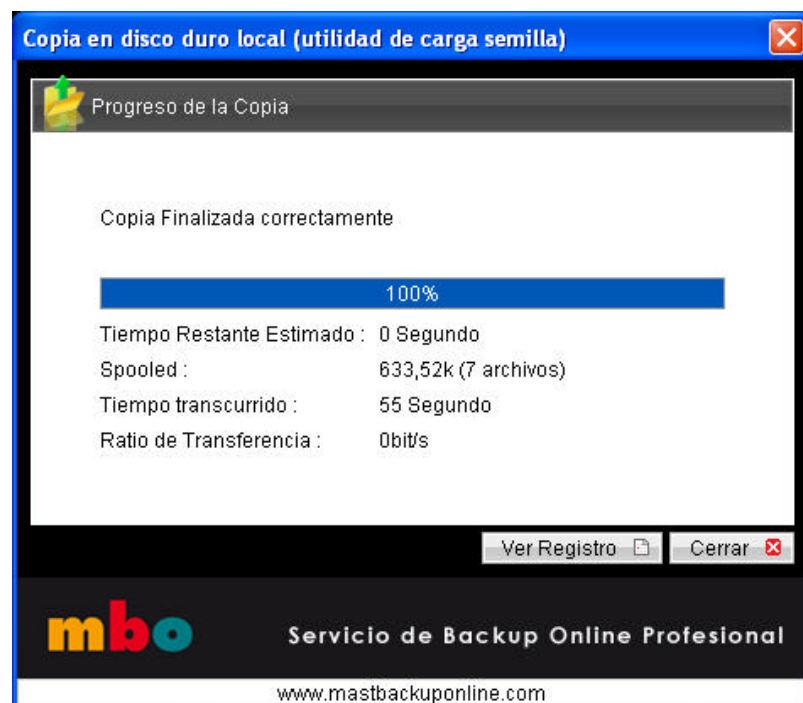 Copia en disco duro local (utilidad de carga semilla)
Progreso de la Copia
Copia Finalizada correctamente
100%
Tiempo Restante Estimado : 0 Segundo
Spooled : 633,52k (7 archivos)
Tiempo transcurrido : 55 Segundo
Ratio de Transferencia : 0bit/s
Ver Registro Cerrar
mbo Servicio de Backup Online Profesional
www.mastbackuponline.com